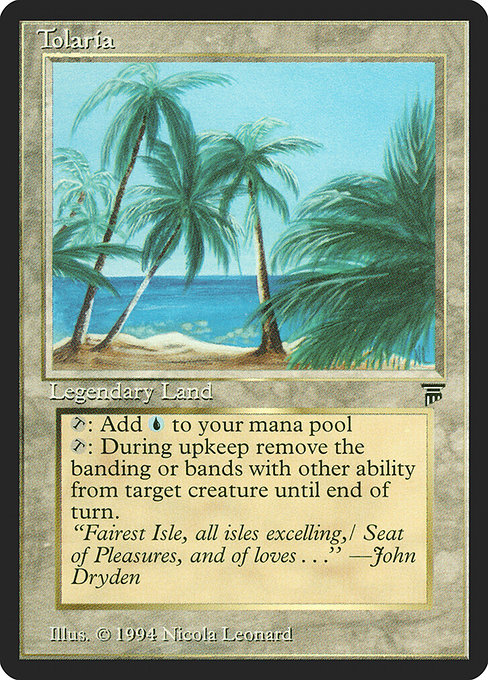 Tolaria
Legendary Land
: Add to your mana pool
: During upkeep remove the
banding or bands with other ability
from target creature until end of
turn.
“Fairest Isle, all isles excelling,/ Seat
of Pleasures, and of loves . . .” —John
Dryden
Illus. © 1994 Nicola Leonard